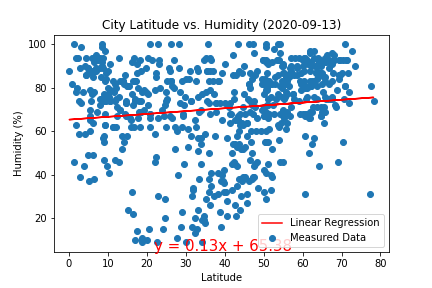 City Latitude vs. Humidity (2020-09-13)
100
80
60
40
20
Humidity (%)
y = 0.13x + 65.38
Linear Regression
Measured Data
0 10 20 30 40 50 60 70 80
Latitude